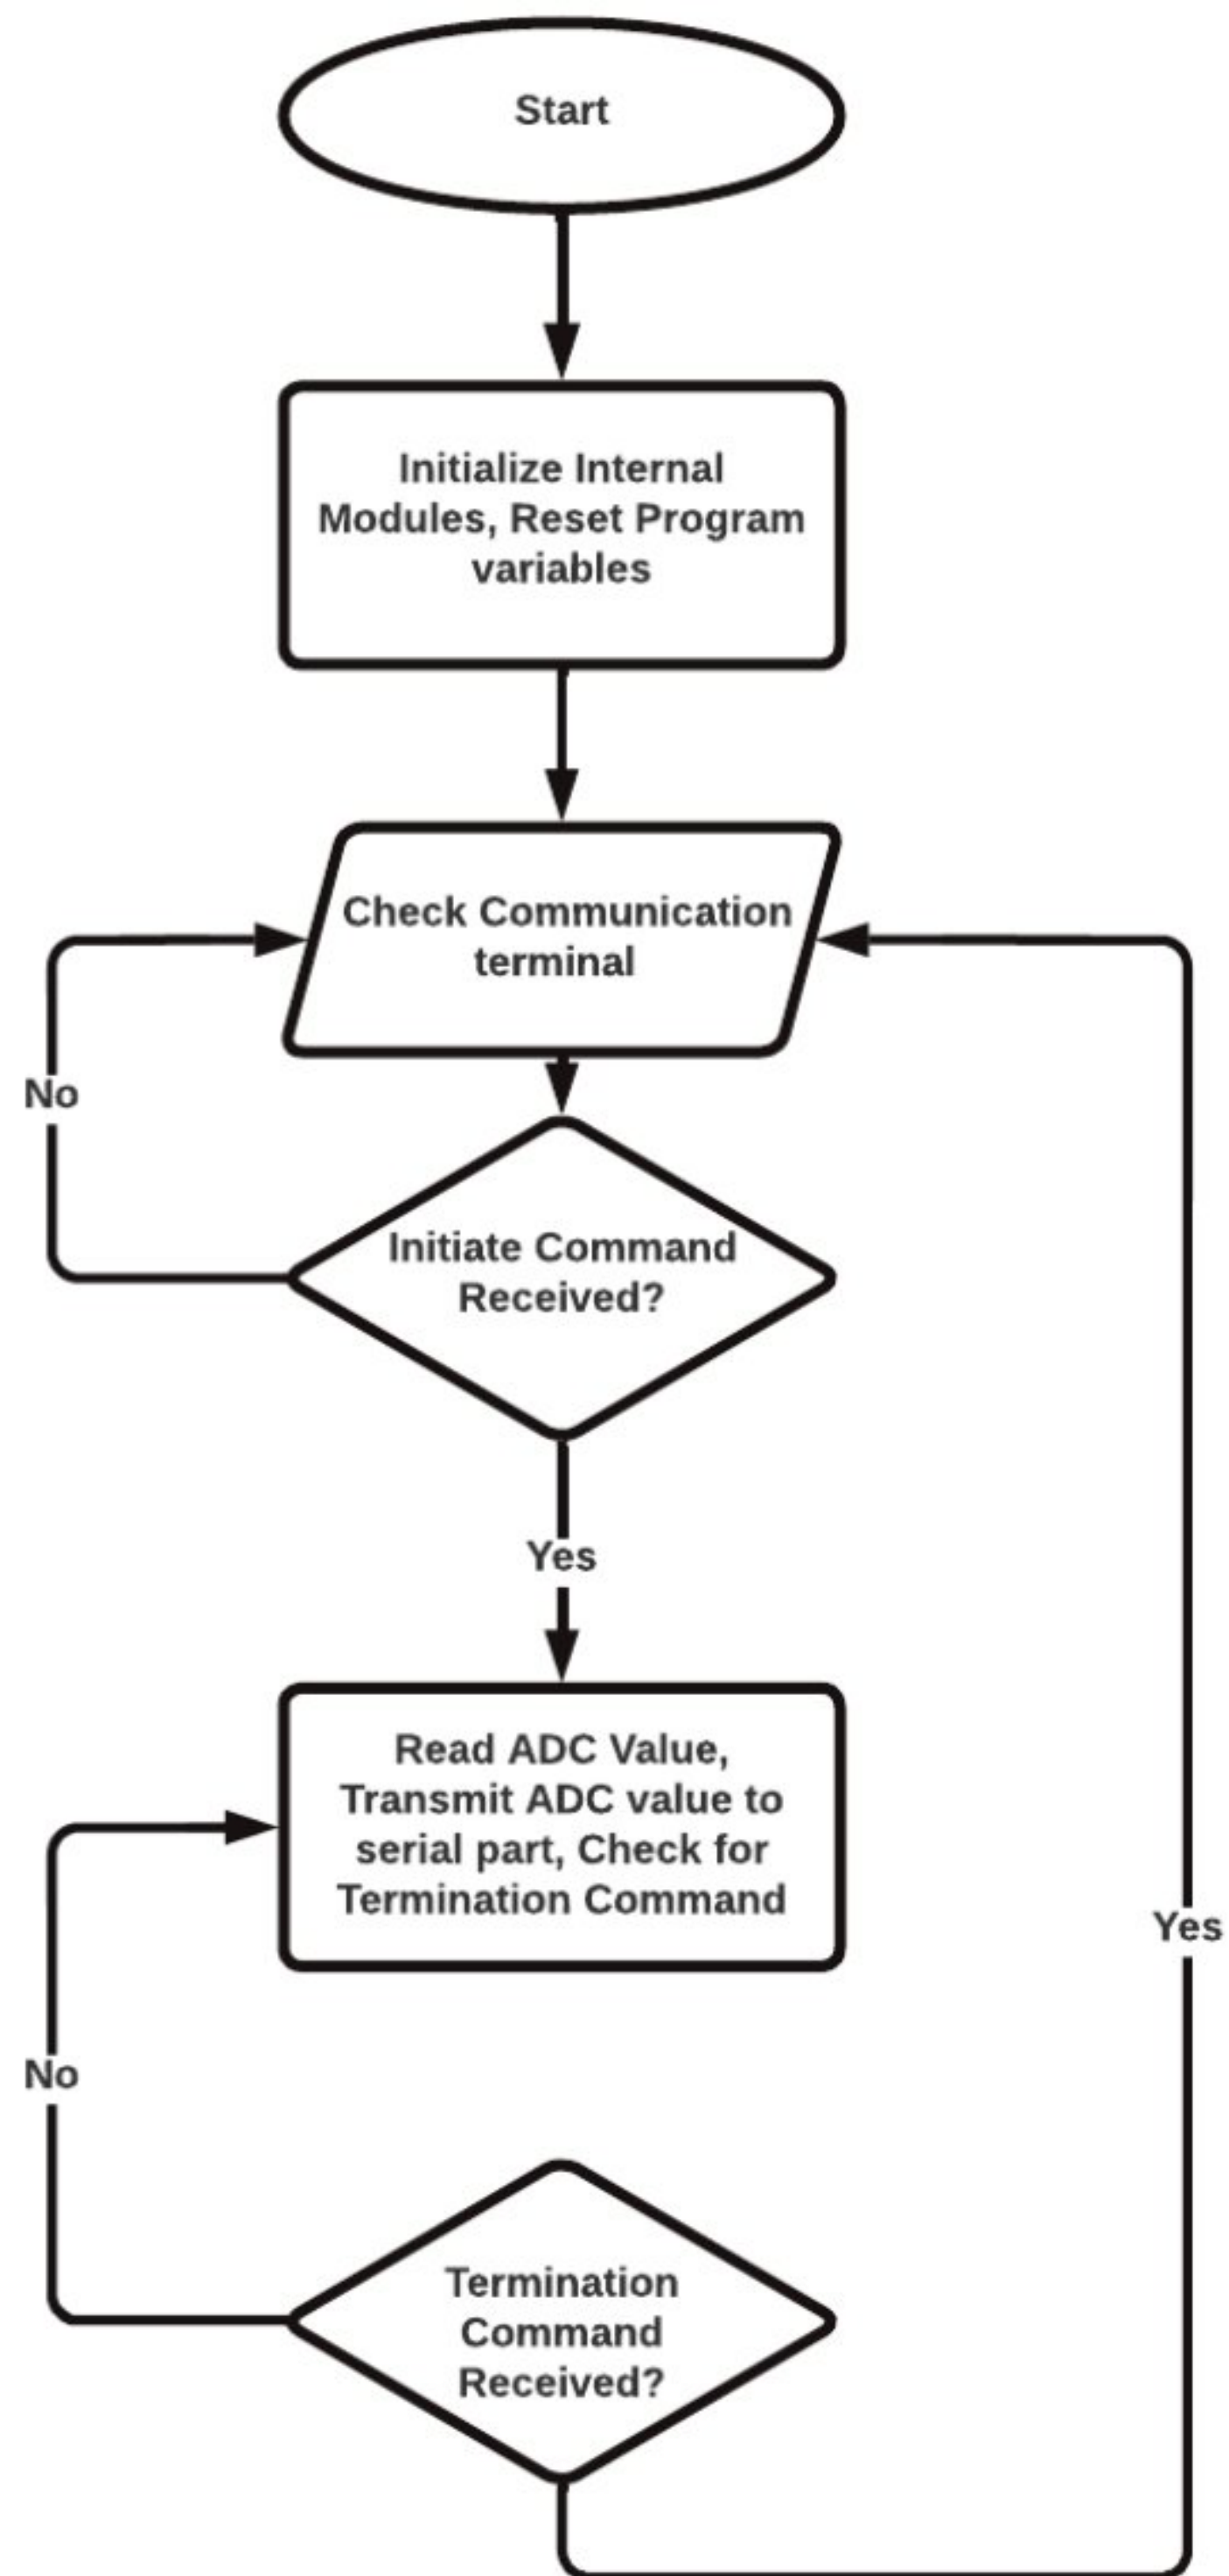 Start
Initialize Internal
Modules, Reset Program
variables
Check Communication
terminal
No
Initiate Command
Received?
Yes
Read ADC Value,
Transmit ADC value to
serial part, Check for
Termination Command
Yes
No
Termination
Command
Received?